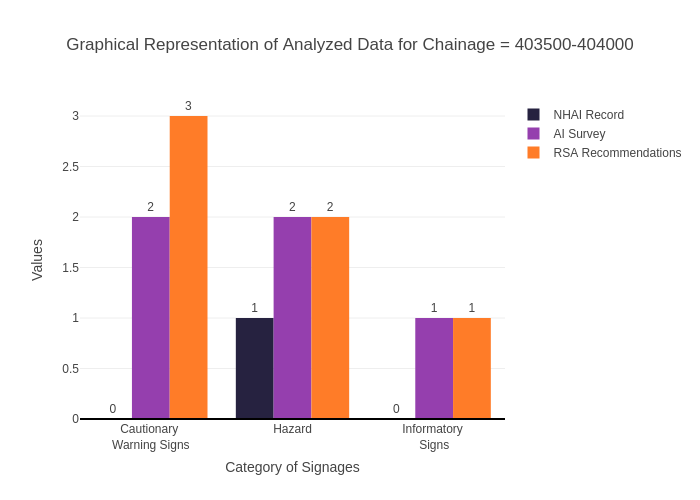 Graphical Representation of Analyzed Data for Chainage = 403500-404000
NHAI Record
AI Survey
RSA Recommendations
Values
3
2.5
2
1.5
1
0.5
0
0
2
3
1
2
2
0
1
1
Cautionary
Warning Signs
Hazard
Informatory
Signs
Category of Signages